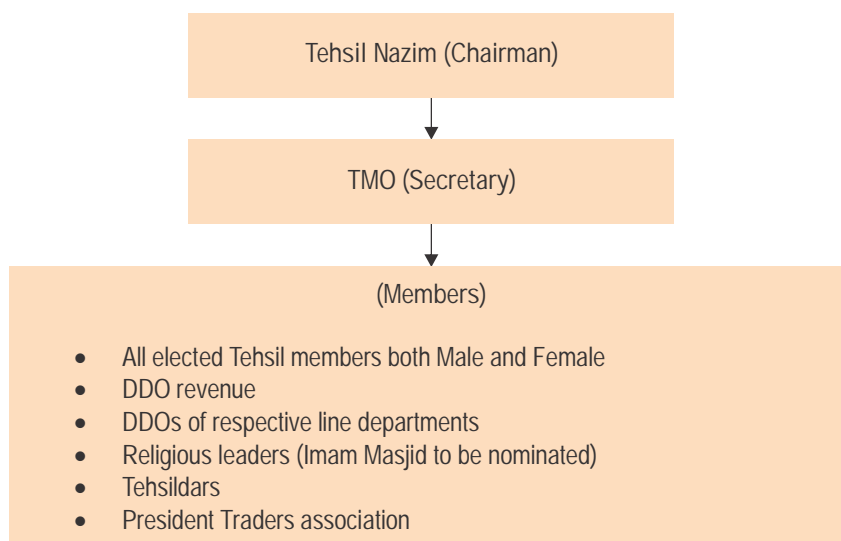 Tehsil Nazim (Chairman)
TMO (Secretary)
(Members)
• All elected Tehsil members both Male and Female
• DDO revenue
• DDOs of respective line departments
• Religious leaders (Imam Masjid to be nominated)
• Tehsildars
• President Traders association